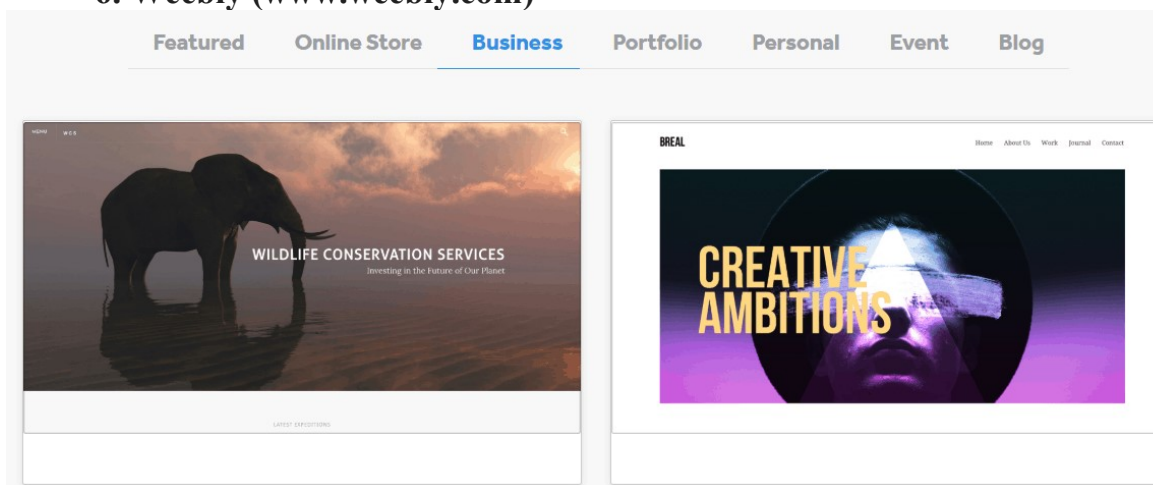 6. Weebly (www.weebly.com)
Featured Online Store Business Portfolio Personal Event Blog
WCS
WILDLIFE CONSERVATION SERVICES
Investing in the Future of Our Planet
LATEST EXPEDITIONS
BREAL
Home About Us Work Journal Contact
CREATIVE
AMBITIONS